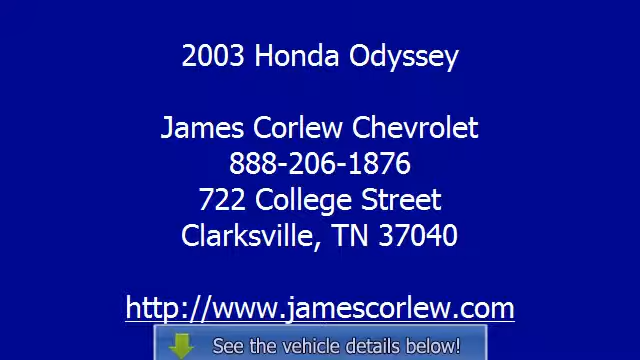 2003 Honda Odyssey
James Corlew Chevrolet
888-206-1876
722 College Street
Clarksville, TN 37040
http://www.jamescorlew.com
See the vehicle details below!